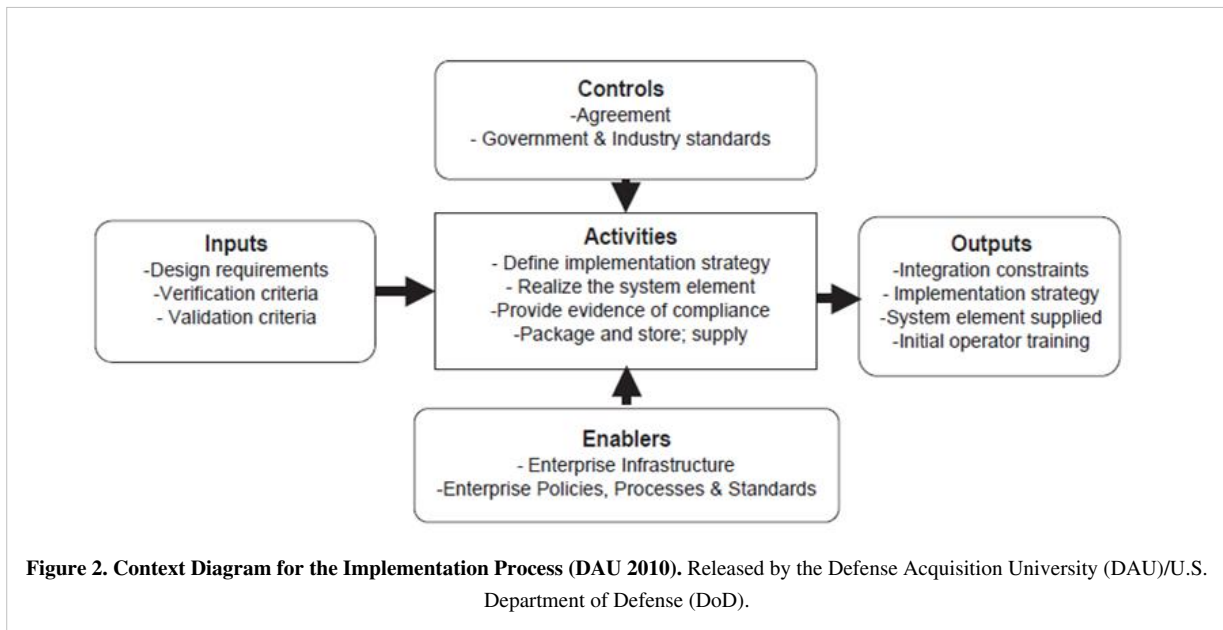 Controls
-Agreement
- Government & Industry standards
Inputs
-Design requirements
-Verification criteria
- Validation criteria
Activities
- Define implementation strategy
- Realize the system element
-Provide evidence of compliance
-Package and store; supply
Outputs
-Integration constraints
- Implementation strategy
-System element supplied
-Initial operator training
Enablers
- Enterprise Infrastructure
-Enterprise Policies, Processes & Standards
Figure 2. Context Diagram for the Implementation Process (DAU 2010). Released by the Defense Acquisition University (DAU)/U.S.
Department of Defense (DoD).